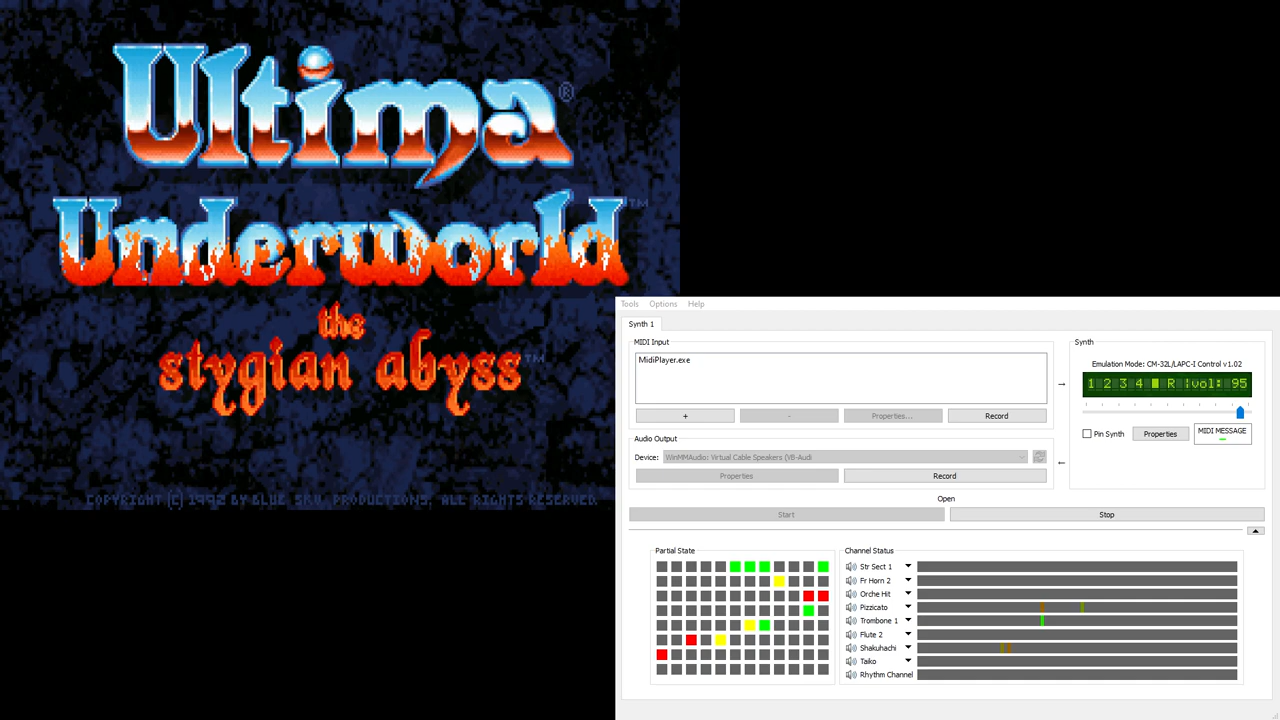 Ultima®
Underworld™
the
stygian abyss™
COPYRIGHT (C) 1992 BY BLUE SKY PRODUCTIONS. ALL RIGHTS RESERVED.
Tools Options Help
Synth 1
MIDI Input
MidiPlayer.exe
+ - Properties... Record
Audio Output
Device: WinMMAudio: Virtual Cable Speakers (VB-Audi
Properties Record
Synth
Emulation Mode: CM-32L/LAPC-I Control v1.02
1 2 3 4 R |vol: 95
Pin Synth Properties MIDI MESSAGE
Open
Start Stop
Partial State
Channel Status
Str Sect 1
Fr Horn 2
Orche Hit
Pizzicato
Trombone 1
Flute 2
Shakuhachi
Taiko
Rhythm Channel